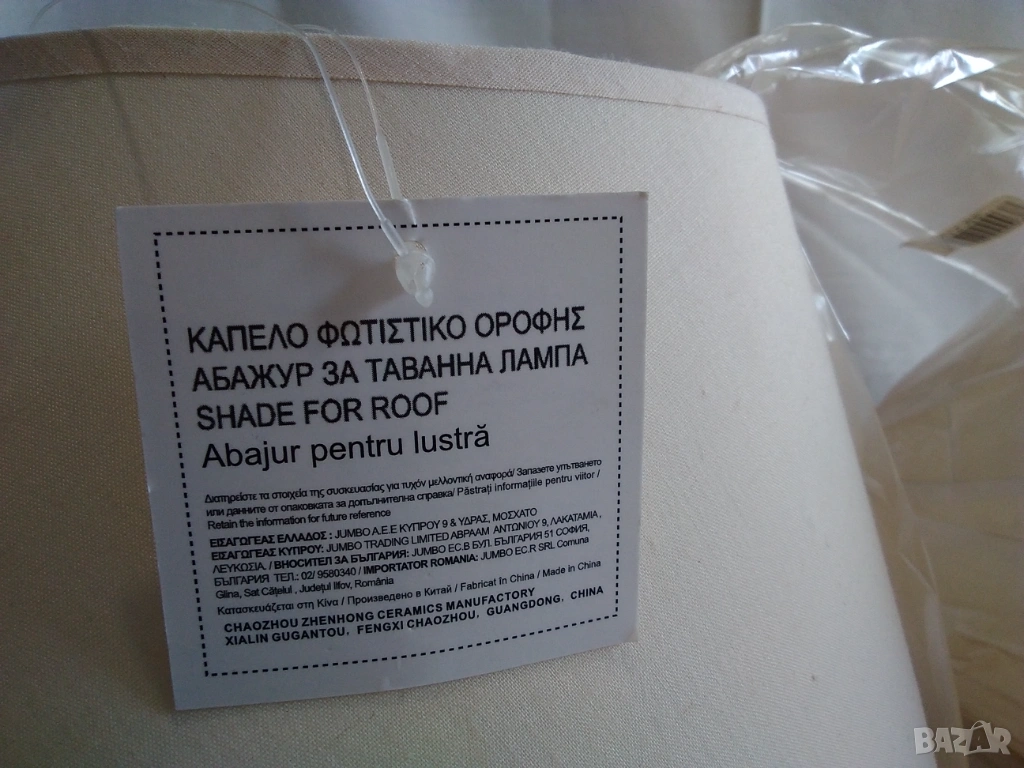 ΚΑΠΕΛΟ ΦΩΤΙΣΤΙΚΟ ΟΡΟΦΗΣ
АБАЖУР ЗА ТАВАННА ЛАМПА
SHADE FOR ROOF
Abajur pentru lustră
Διατηρείστε τα στοιχεία της συσκευασίας για τυχόν μελλοντική αναφορά/ Запазете упътването
или данните от опаковката за допълнителна справка/ Păstrați informațiile pentru viitor /
Retain the information for future reference
ΕΙΣΑΓΩΓΕΑΣ ΕΛΛΑΔΟΣ : JUMBO A.E.E ΚΥΠΡΟΥ 9 & ΥΔΡΑΣ, ΜΟΣΧΑΤΟ
ΕΙΣΑΓΩΓΕΑΣ ΚΥΠΡΟΥ: JUMBO TRADING LIMITED ΑΒΡΑΑΜ ΑΝΤΩΝΙΟΥ 9, ΛΑΚΑΤΑΜΙΑ ,
ΛΕΥΚΩΣΙΑ. / ВНОСИТЕЛ ЗА БЪЛГАРИЯ: JUMBO EC.B БУЛ. БЪЛГАРИЯ 51 СОФИЯ,
БЪЛГАРИЯ ТЕЛ.: 02/ 9580340 / IMPORTATOR ROMANIA: JUMBO EC.R SRL Comuna
Glina, Sat Cățelul , Județul Ilfov, România
Κατασκευάζεται στη Κίνα / Произведено в Китай / Fabricat în China / Made in China
CHAOZHOU ZHENHONG CERAMICS MANUFACTORY
XIALIN GUGANTOU, FENGXI CHAOZHOU, GUANGDONG, CHINA
BAZAR